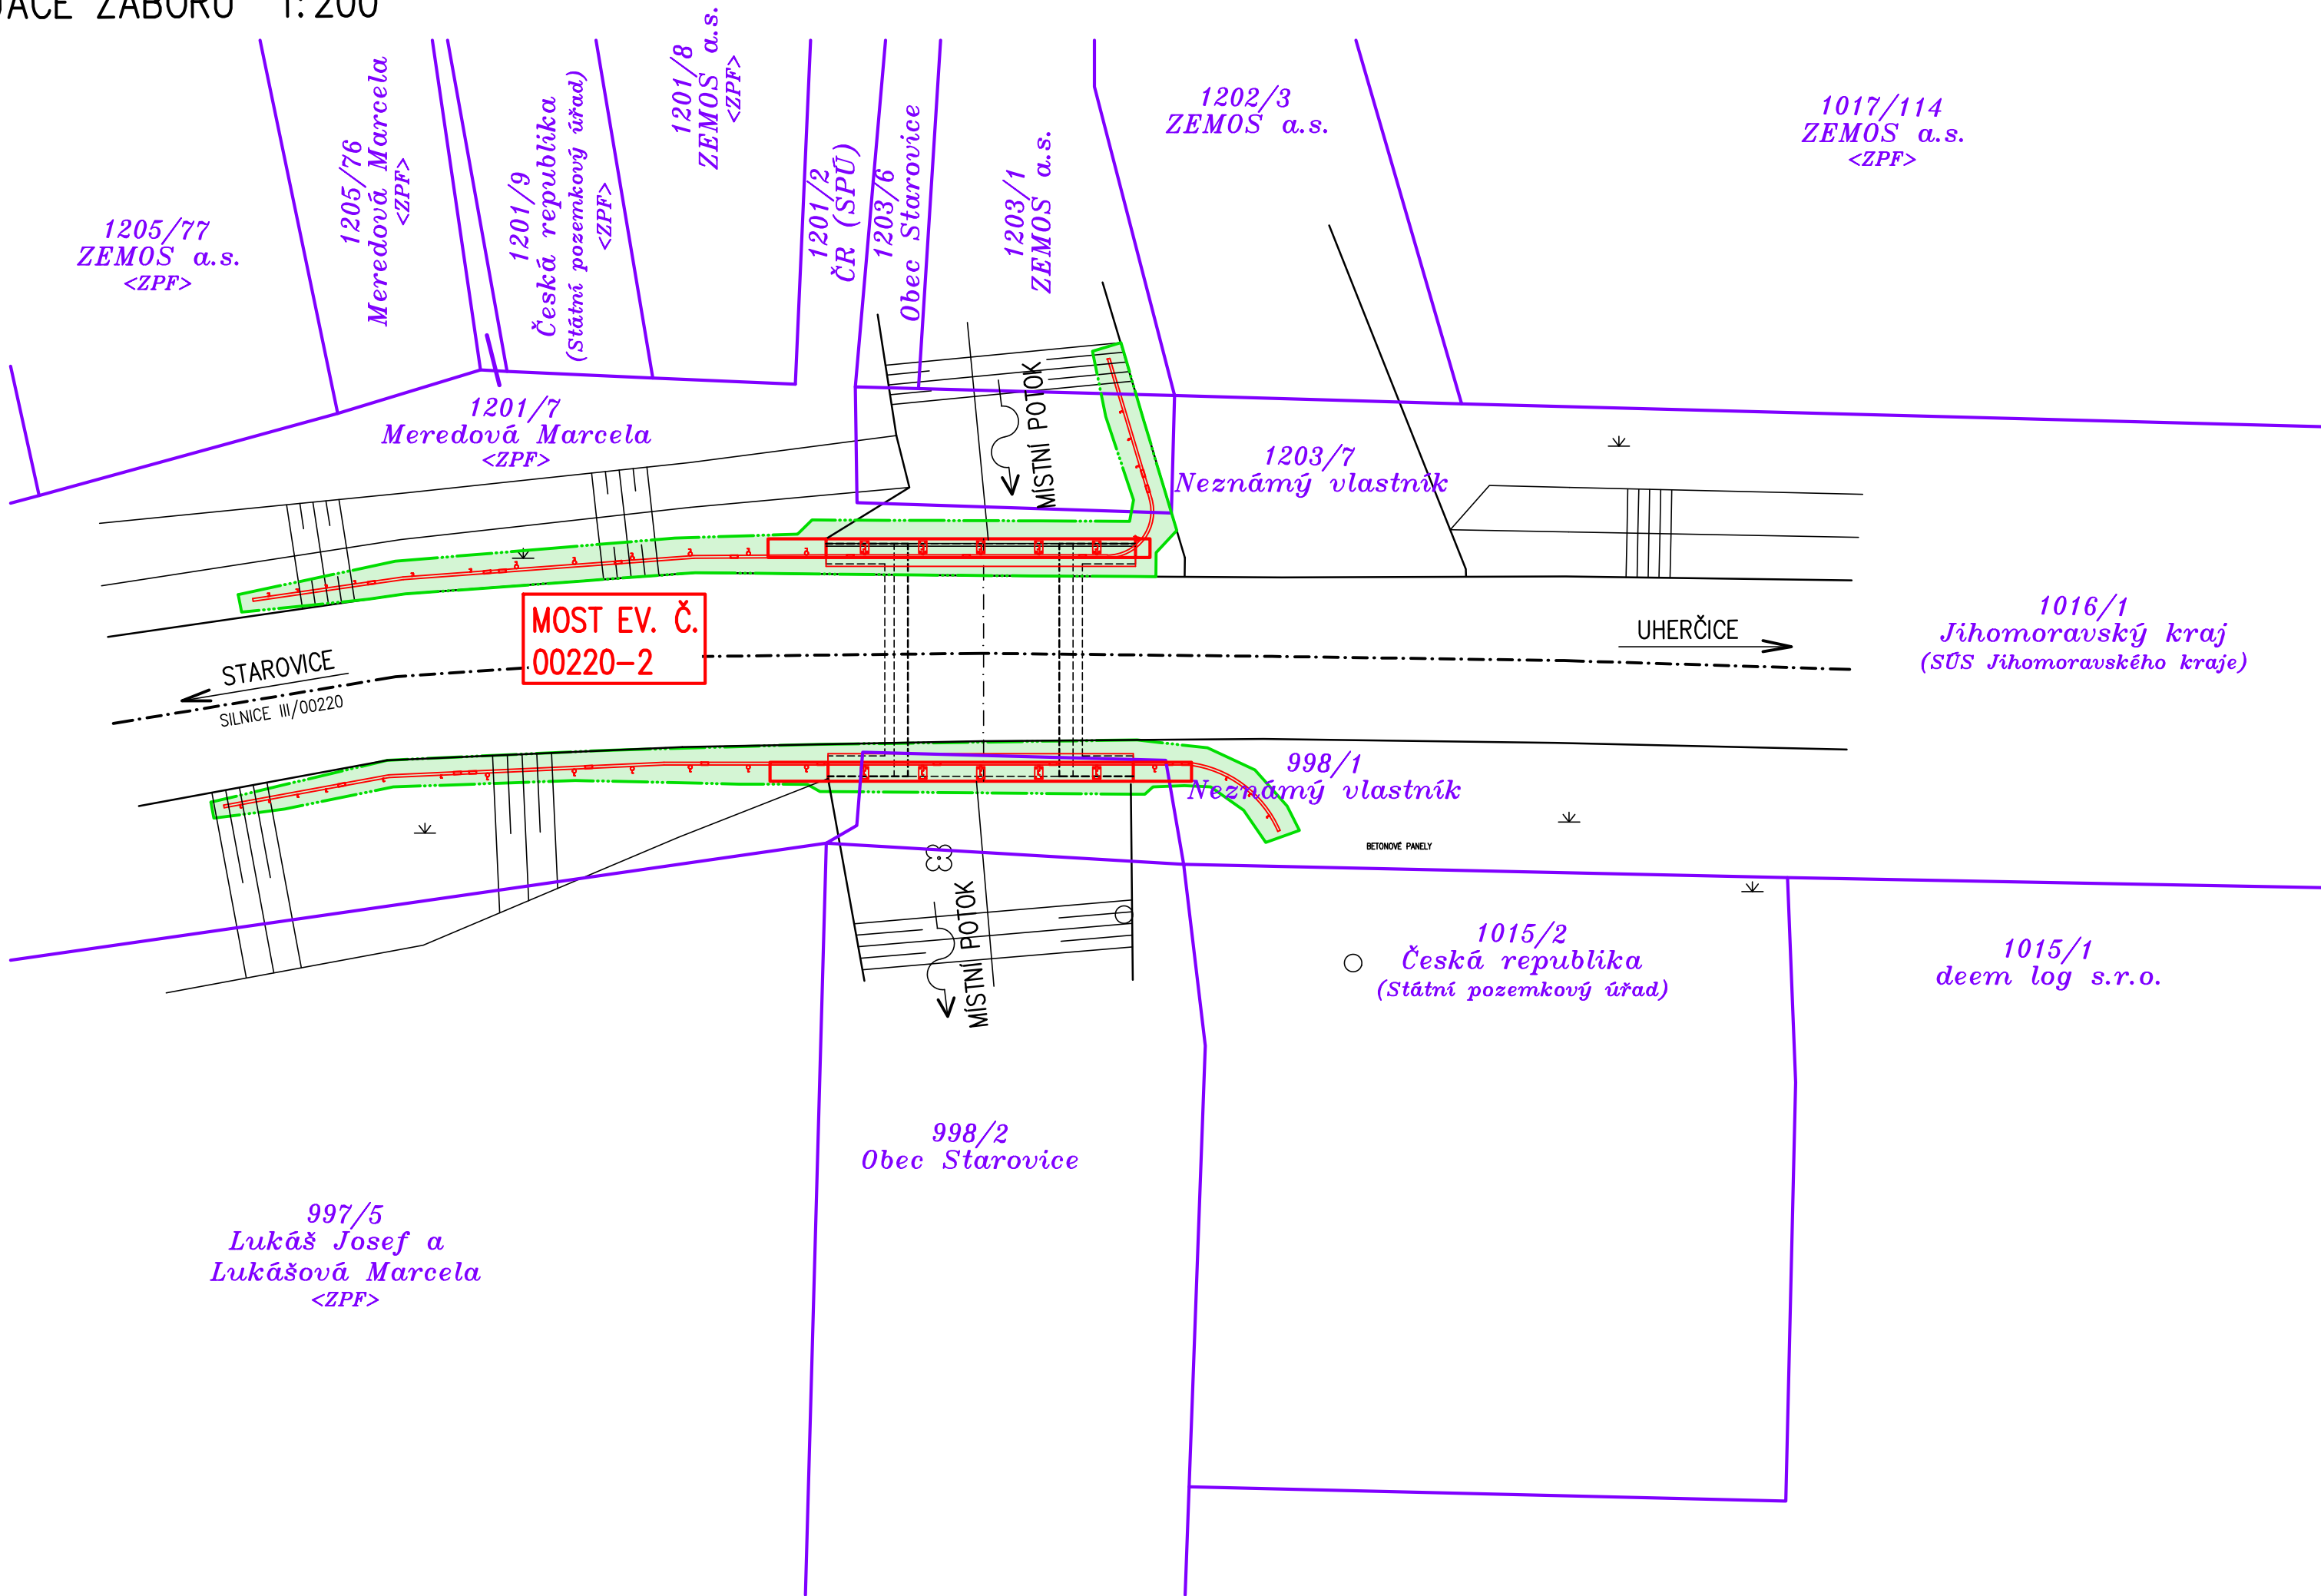 ZÁBORŮ 1:200
1205/77
ZEMOS a.s.
<ZPF>
1205/76
Meredová Marcela
<ZPF>
1201/9
Česká republika
(Státní pozemkový úřad)
<ZPF>
1201/8
ZEMOS a.s.
<ZPF>
1201/2
ČR (SPÚ)
1203/6
Obec Starovice
1203/1
ZEMOS a.s.
1202/3
ZEMOS a.s.
1017/114
ZEMOS a.s.
<ZPF>
1201/7
Meredová Marcela
<ZPF>
MÍSTNÍ POTOK
1203/7
Neznámý vlastník
MOST EV. Č.
00220-2
STAROVICE
SILNICE III/00220
UHERČICE
1016/1
Jihomoravský kraj
(SÚS Jihomoravského kraje)
998/1
Neznámý vlastník
BETONOVÉ PANELY
MÍSTNÍ POTOK
1015/2
Česká republika
(Státní pozemkový úřad)
1015/1
deem log s.r.o.
998/2
Obec Starovice
997/5
Lukáš Josef a
Lukášová Marcela
<ZPF>